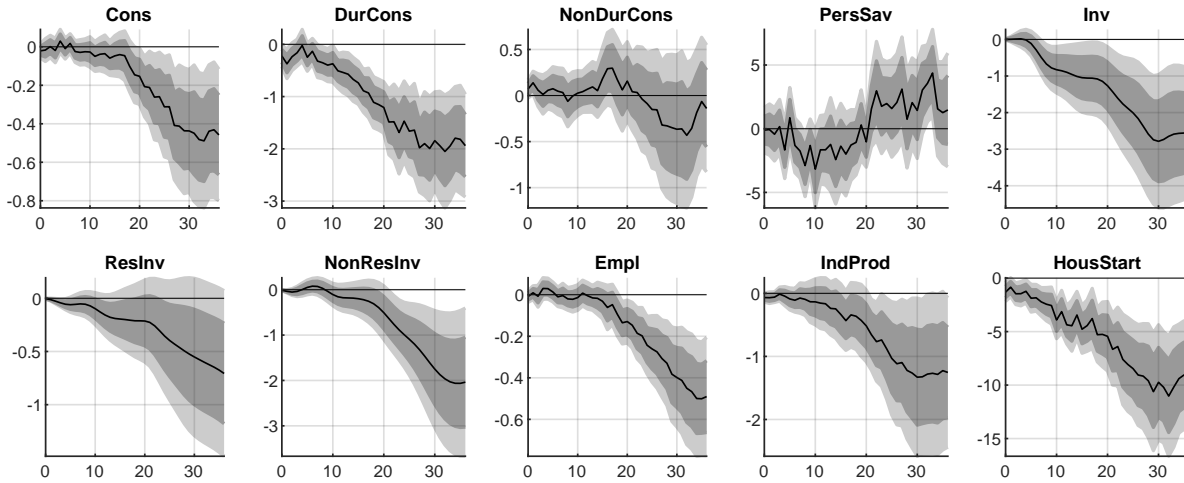 Cons DurCons NonDurCons PersSav Inv
0 -0.2 -0.4 -0.6 -0.8
0 -1 -2 -3
0.5 0 -0.5 -1
5 0 -5
0 -1 -2 -3 -4
0 10 20 30 0 10 20 30 0 10 20 30 0 10 20 30 0 10 20 30
ResInv NonResInv Empl IndProd HousStart
0 -0.5 -1
0 -1 -2 -3
0 -0.2 -0.4 -0.6
0 -1 -2
0 -5 -10 -15
0 10 20 30 0 10 20 30 0 10 20 30 0 10 20 30 0 10 20 30